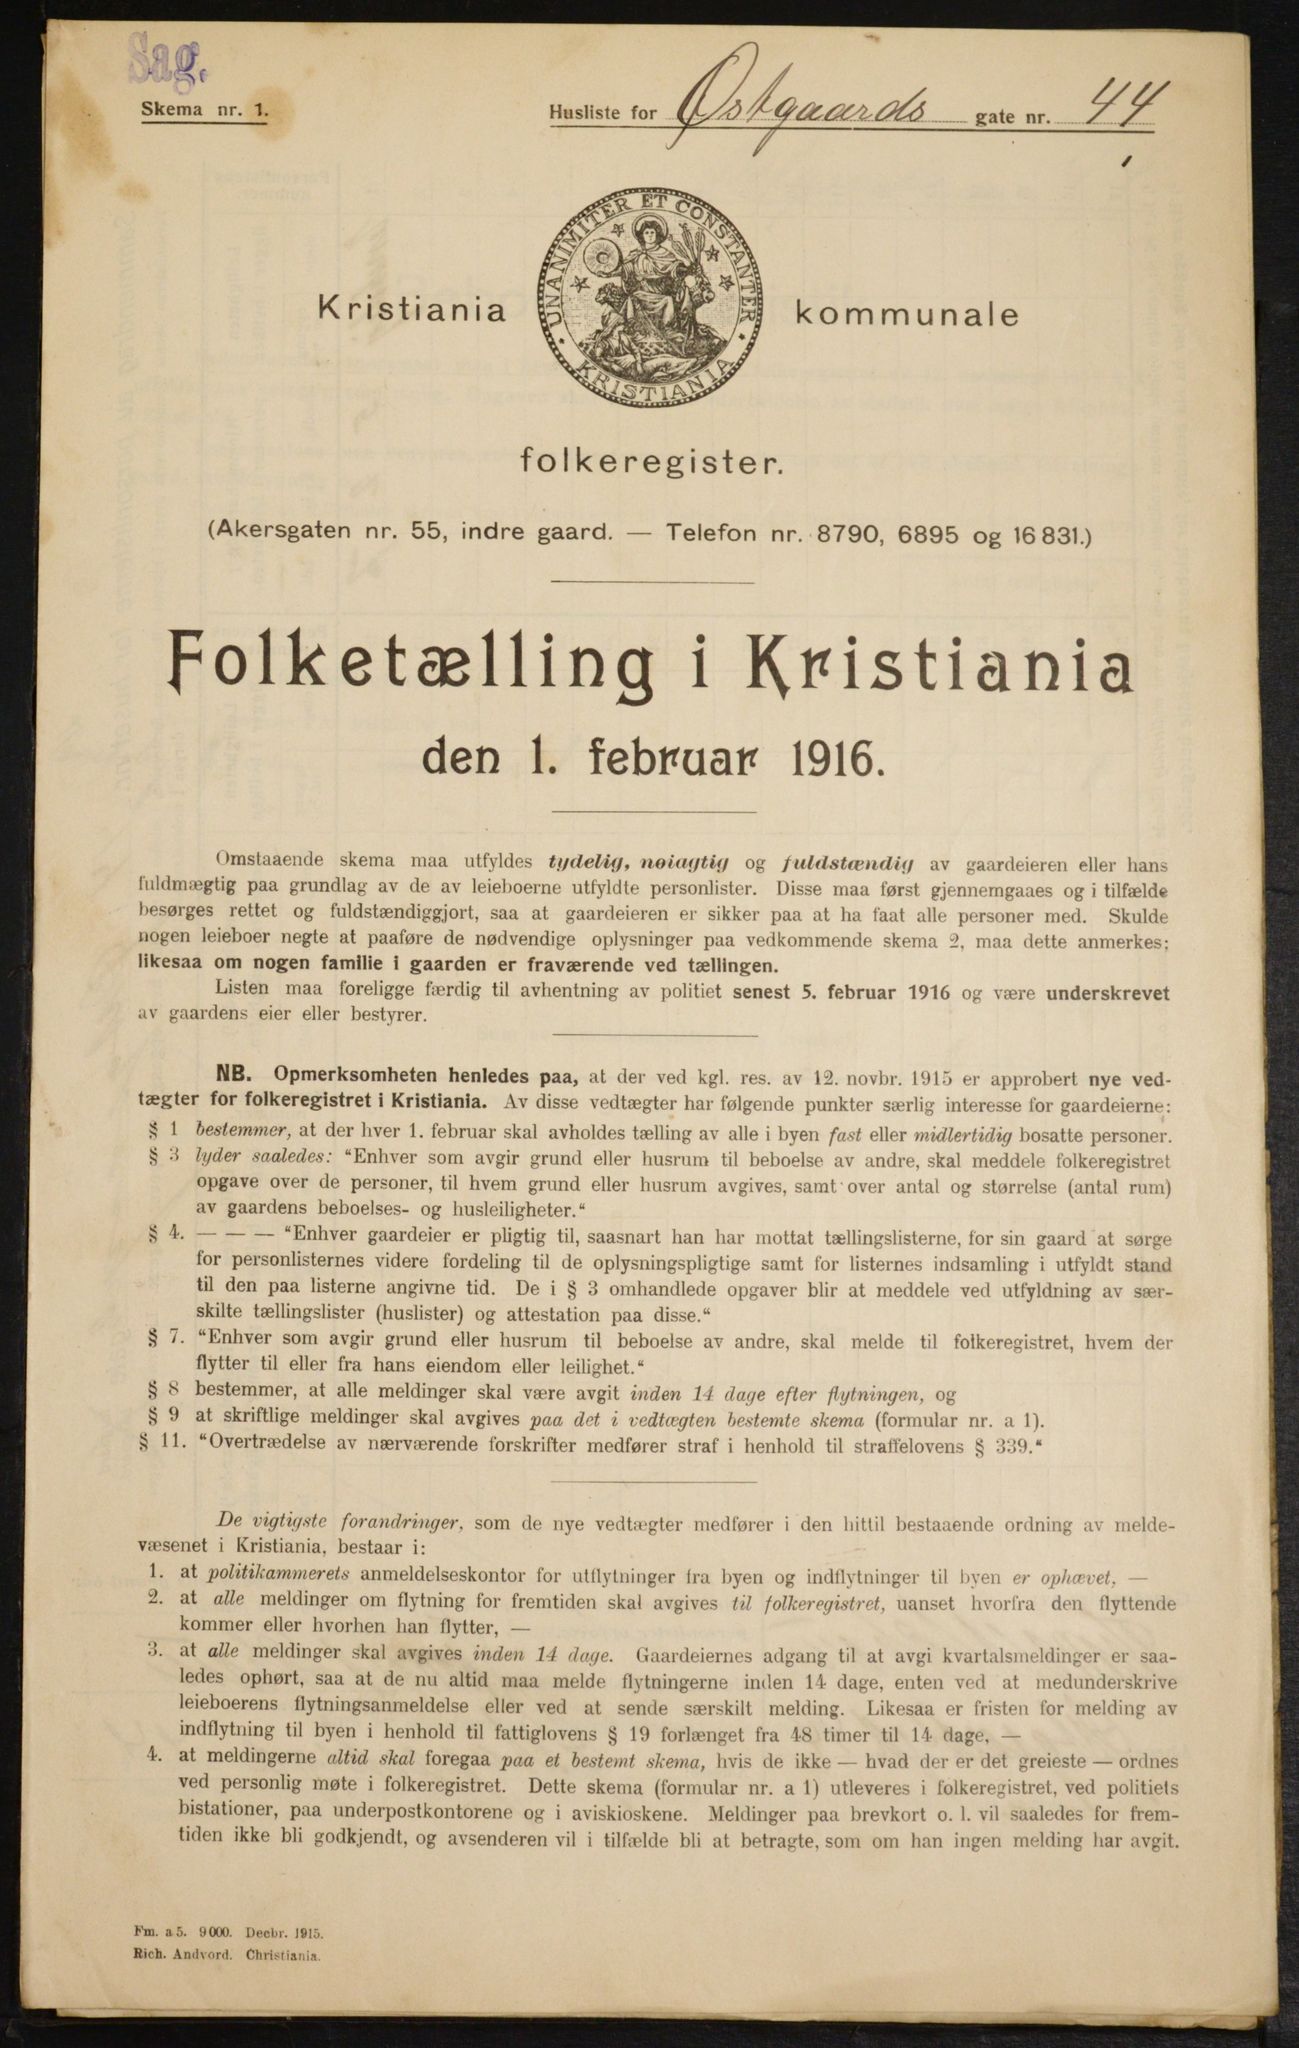 Sag.
Skema nr. 1.
Husliste for Østgaards gate nr. 44
UNANIMITER ET CONSTANTER
KRISTIANIA
Kristiania kommunale
folkeregister.
(Akersgaten nr. 55, indre gaard. — Telefon nr. 8790, 6895 og 16 831.)
Folketælling i Kristiania
den 1. februar 1916.
Omstaaende skema maa utfyldes tydelig, nøiagtig og fuldstændig av gaardeieren eller hans
fuldmægtig paa grundlag av de av leieboerne utfyldte personlister. Disse maa først gjennemgaaes og i tilfælde
besørges rettet og fuldstændiggjort, saa at gaardeieren er sikker paa at ha faat alle personer med. Skulde
nogen leieboer negte at paaføre de nødvendige oplysninger paa vedkommende skema 2, maa dette anmerkes;
likesaa om nogen familie i gaarden er fraværende ved tællingen.
Listen maa foreligge færdig til avhentning av politiet senest 5. februar 1916 og være underskrevet
av gaardens eier eller bestyrer.
NB. Opmerksomheten henledes paa, at der ved kgl. res. av 12. novbr. 1915 er approbert nye ved-
tægter for folkeregistret i Kristiania. Av disse vedtægter har følgende punkter særlig interesse for gaardeierne:
§ 1 bestemmer, at der hver 1. februar skal avholdes tælling av alle i byen fast eller midlertidig bosatte personer.
§ 3 lyder saaledes: "Enhver som avgir grund eller husrum til beboelse av andre, skal meddele folkeregistret
opgave over de personer, til hvem grund eller husrum avgives, samt over antal og størrelse (antal rum)
av gaardens beboelses- og husleiligheter."
§ 4. — — — "Enhver gaardeier er pligtig til, saasnart han har mottat tællingslisterne, for sin gaard at sørge
for personlisternes videre fordeling til de oplysningspligtige samt for listernes indsamling i utfyldt stand
til den paa listerne angivne tid. De i § 3 omhandlede opgaver blir at meddele ved utfyldning av sær-
skilte tællingslister (huslister) og attestation paa disse."
§ 7. "Enhver som avgir grund eller husrum til beboelse av andre, skal melde til folkeregistret, hvem der
flytter til eller fra hans eiendom eller leilighet."
§ 8 bestemmer, at alle meldinger skal være avgit inden 14 dage efter flytningen, og
§ 9 at skriftlige meldinger skal avgives paa det i vedtægten bestemte skema (formular nr. a 1).
§ 11. "Overtrædelse av nærværende forskrifter medfører straf i henhold til straffelovens § 339."
De vigtigste forandringer, som de nye vedtægter medfører i den hittil bestaaende ordning av melde-
væsenet i Kristiania, bestaar i:
1. at politikammerets anmeldelseskontor for utflytninger fra byen og indflytninger til byen er ophævet, —
2. at alle meldinger om flytning for fremtiden skal avgives til folkeregistret, uanset hvorfra den flyttende
kommer eller hvorhen han flytter, —
3. at alle meldinger skal avgives inden 14 dage. Gaardeiernes adgang til at avgi kvartalsmeldinger er saa-
ledes ophørt, saa at de nu altid maa melde flytningerne inden 14 dage, enten ved at medunderskrive
leieboerens flytningsanmeldelse eller ved at sende særskilt melding. Likesaa er fristen for melding av
indflytning til byen i henhold til fattiglovens § 19 forlænget fra 48 timer til 14 dage, —
4. at meldingerne altid skal foregaa paa et bestemt skema, hvis de ikke — hvad der er det greieste — ordnes
ved personlig møte i folkeregistret. Dette skema (formular nr. a 1) utleveres i folkeregistret, ved politiets
bistationer, paa underpostkontorene og i aviskioskene. Meldinger paa brevkort o. l. vil saaledes for frem-
tiden ikke bli godkjendt, og avsenderen vil i tilfælde bli at betragte, som om han ingen melding har avgit.
Fm. a 5. 9 000. Decbr. 1915.
Rich. Andvord. Christiania.